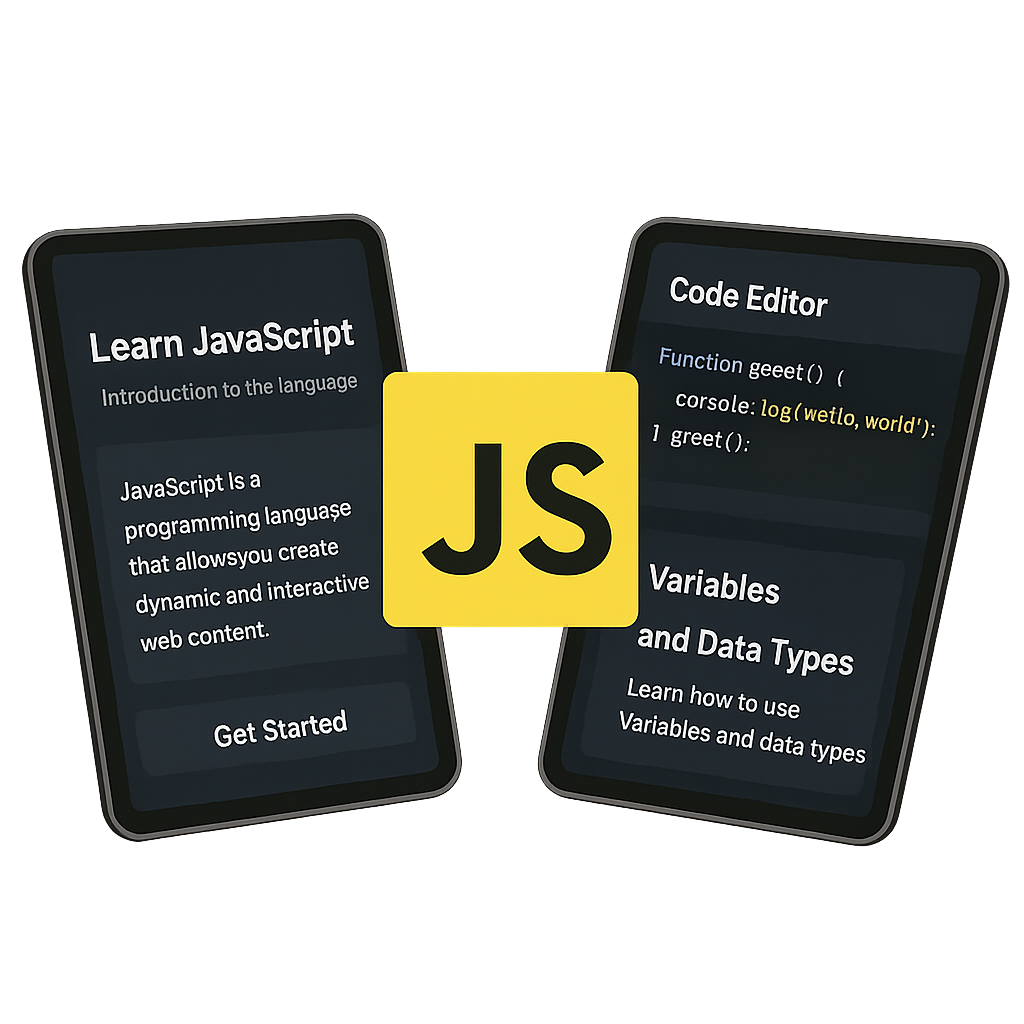 Learn JavaScript
Introduction to the language
JavaScript Is a
programming language
that allowsyou create
dynamic and interactive
web content.
Get Started
JS
Code Editor
Function geeet() (
corsole: log(wetlo, world'):
1 greet();
Variables
and Data Types
Learn how to use
Variables and data types